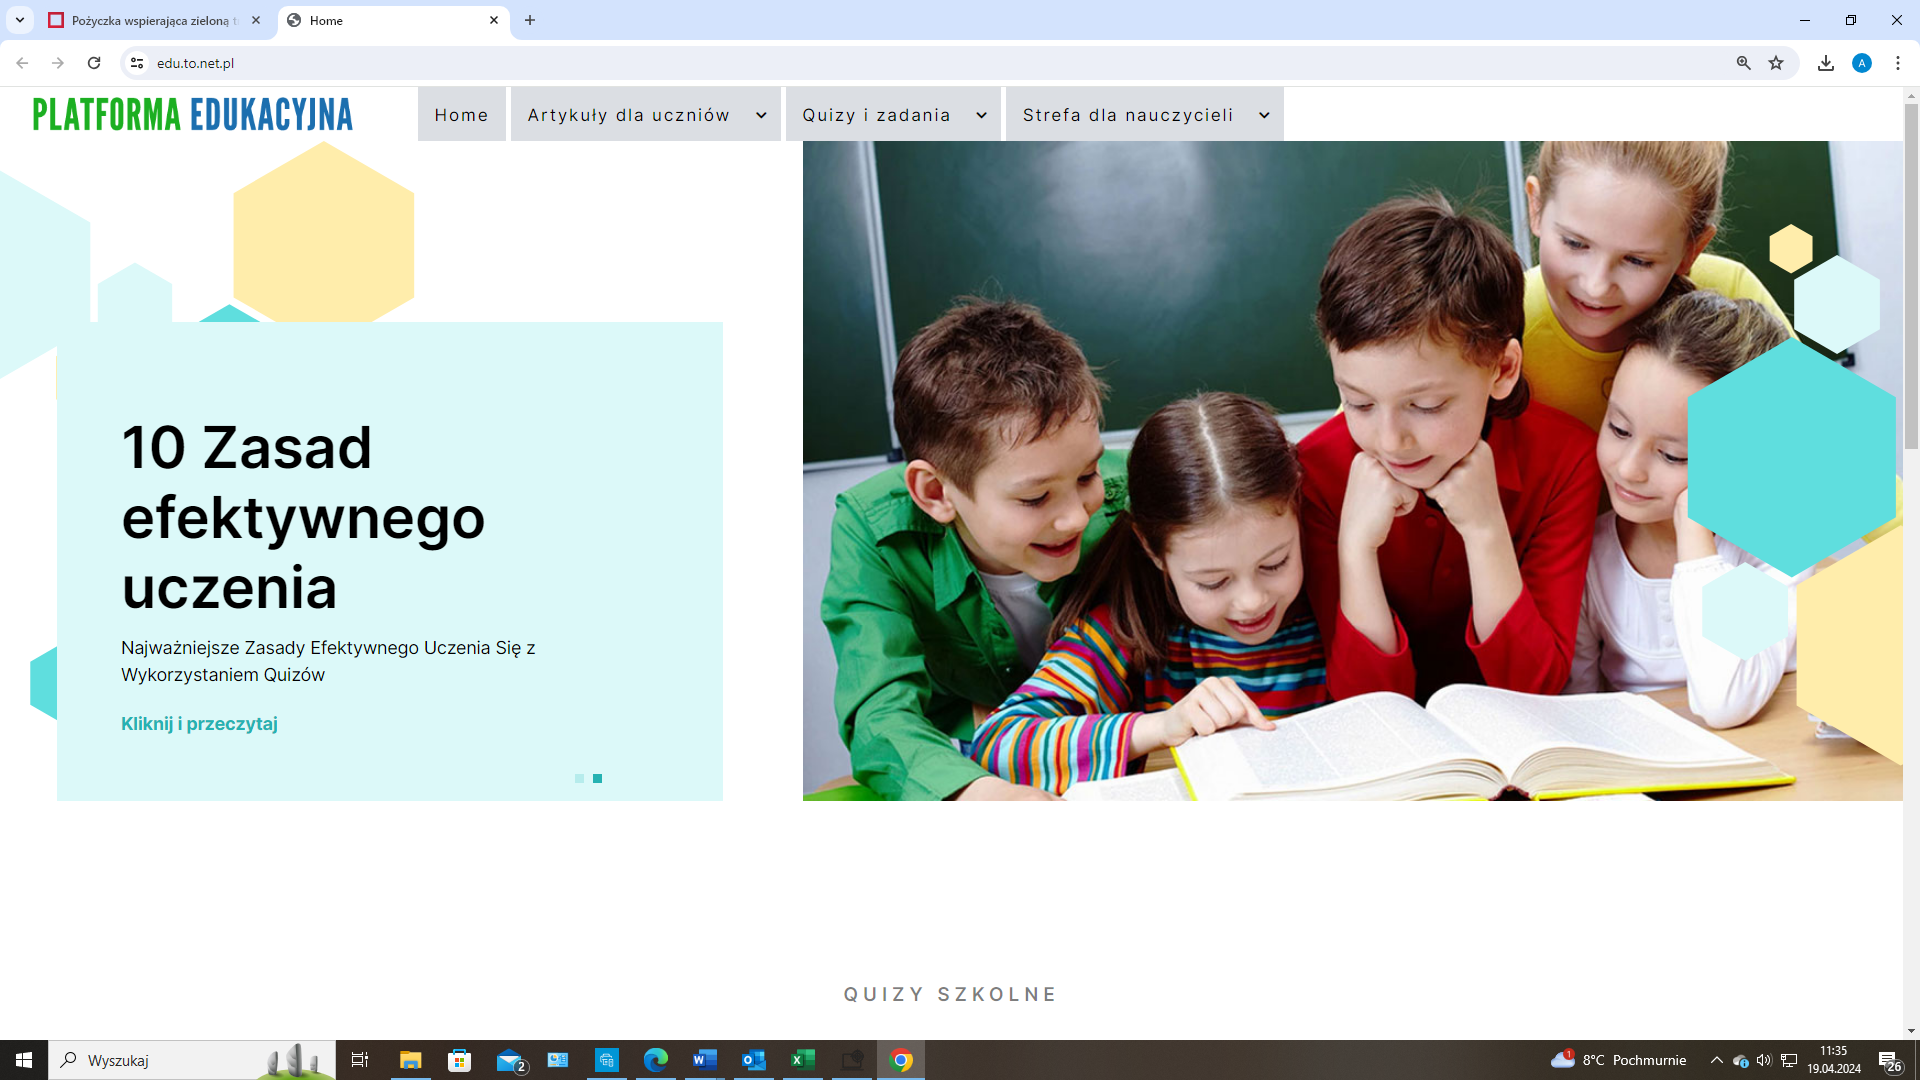 Pożyczka wspierająca zieloną
Home
edu.to.net.pl
A
PLATFORMA EDUKACYJNA
Home
Artykuły dla uczniów
Quizy i zadania
Strefa dla nauczycieli
10 Zasad
efektywnego
uczenia
Najważniejsze Zasady Efektywnego Uczenia Się z
Wykorzystaniem Quizów
Kliknij i przeczytaj
QUIZY SZKOLNE
Wyszukaj
2
1
8°C Pochmurnie
11:35
19.04.2024
26